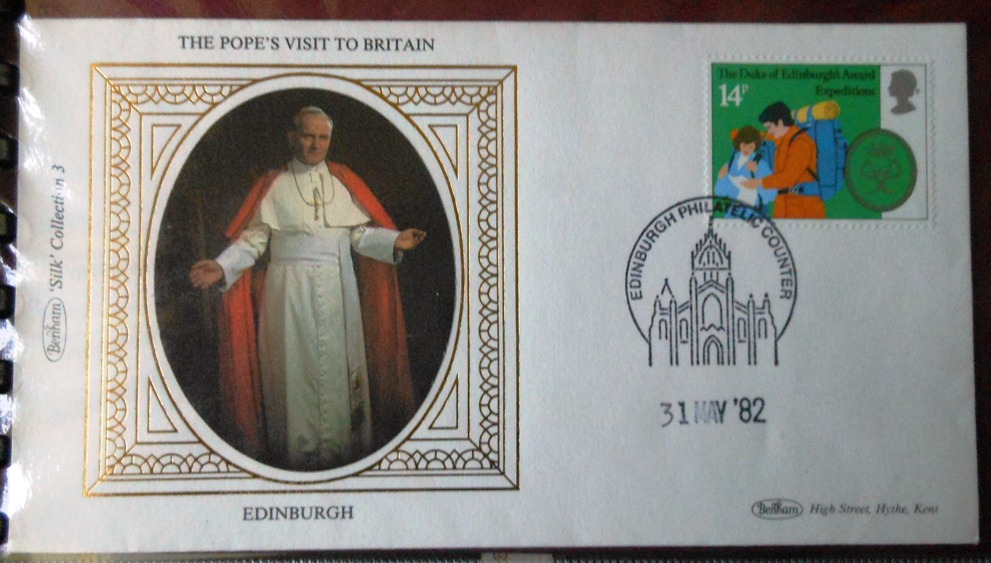 THE POPE'S VISIT TO BRITAIN
The Duke of Edinburgh's Award
Expeditions
14P
Benham 'Silk' Collection 3
EDINBURGH PHILATELIC COUNTER
31 MAY '82
EDINBURGH
Benham High Street, Hythe, Kent